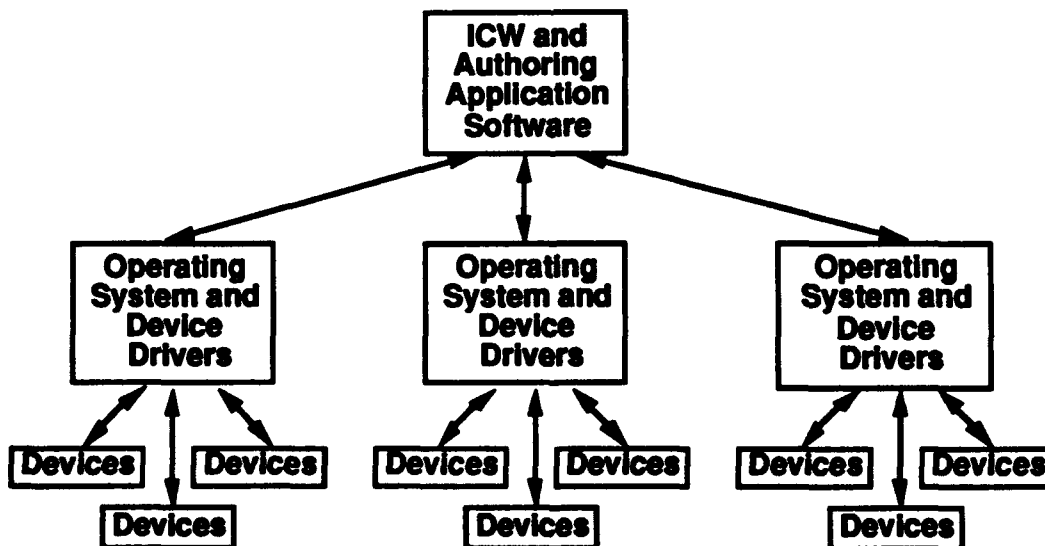 ICW and
Authoring
Application
Software
Operating
System and
Device
Drivers
Operating
System and
Device
Drivers
Operating
System and
Device
Drivers
Devices
Devices
Devices
Devices
Devices
Devices
Devices
Devices
Devices